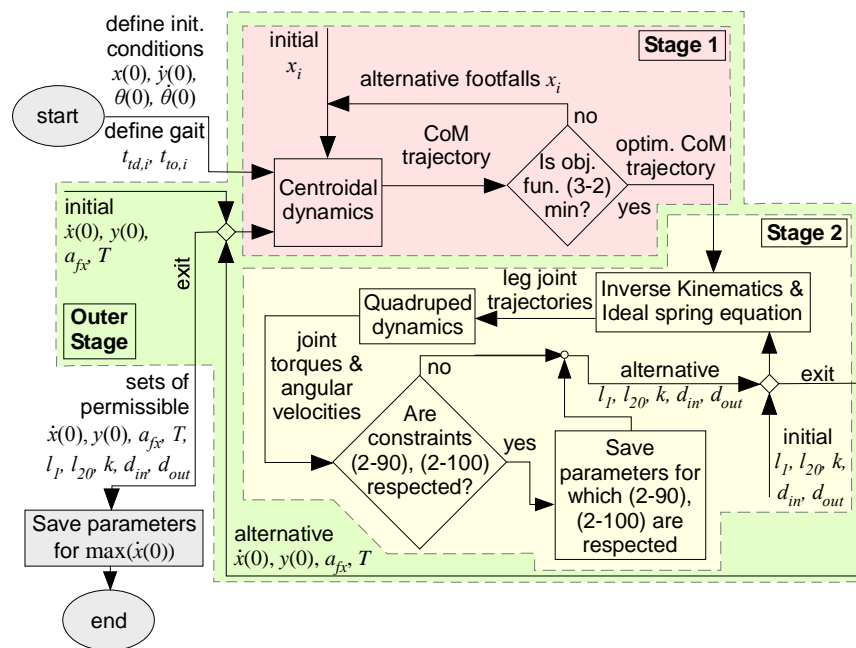 define init.
conditions
x(0), ẏ(0),
θ(0), θ̇(0)
start
define gait
t_td,i, t_to,i
initial
x_i
Stage 1
alternative footfalls x_i
no
CoM
trajectory
optim. CoM
trajectory
Is obj.
fun. (3-2)
min?
yes
Centroidal
dynamics
initial
ẋ(0), y(0),
a_fx, T
exit
Outer
Stage
Stage 2
leg joint
trajectories
Inverse Kinematics &
Ideal spring equation
Quadruped
dynamics
joint
torques &
angular
velocities
no
alternative
l_1, l_20, k, d_in, d_out
exit
Are
constraints
(2-90), (2-100)
respected?
yes
Save
parameters for
which (2-90),
(2-100) are
respected
initial
l_1, l_20, k,
d_in, d_out
sets of
permissible
ẋ(0), y(0), a_fx, T,
l_1, l_20, k, d_in, d_out
Save parameters
for max(ẋ(0))
alternative
ẋ(0), y(0), a_fx, T
end